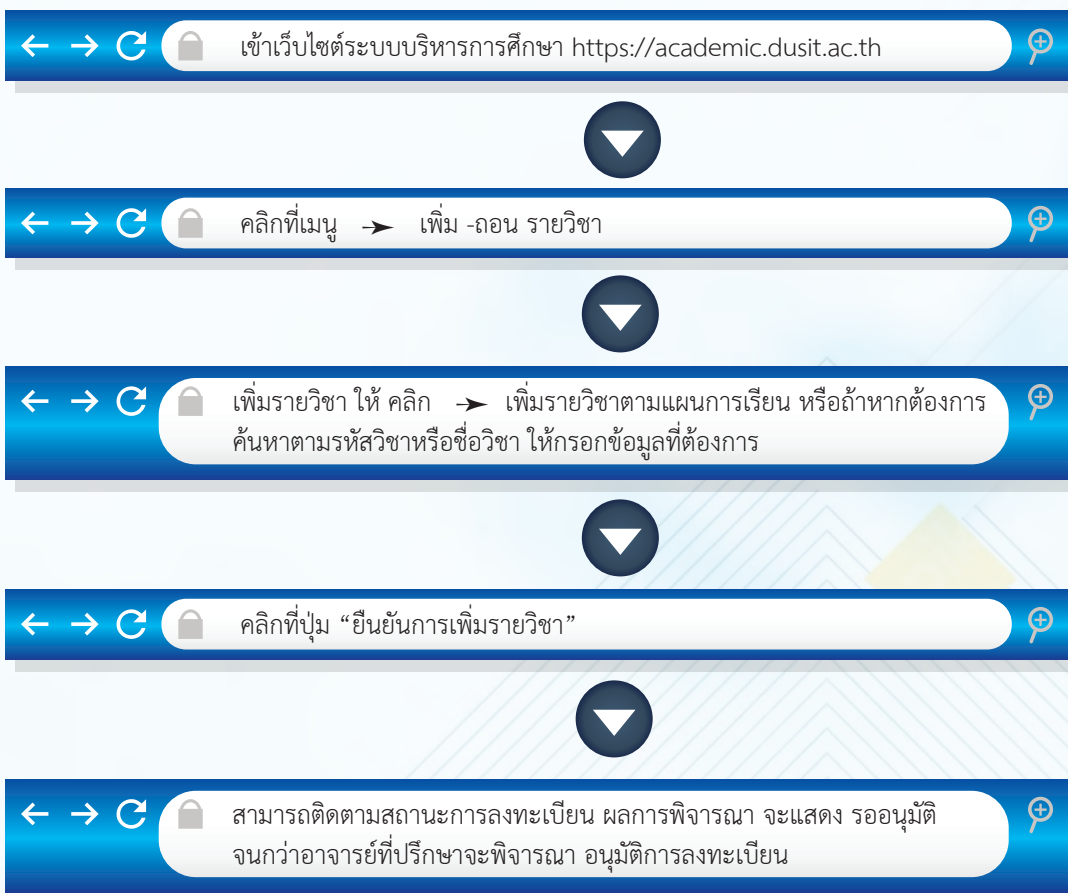 เข้าเว็บไซต์ระบบบริหารการศึกษา https://academic.dusit.ac.th
คลิกที่เมนู ➤ เพิ่ม -ถอน รายวิชา
เพิ่มรายวิชา ให้ คลิก ➤ เพิ่มรายวิชาตามแผนการเรียน หรือถ้าหากต้องการ
ค้นหาตามรหัสวิชาหรือชื่อวิชา ให้กรอกข้อมูลที่ต้องการ
คลิกที่ปุ่ม “ยืนยันการเพิ่มรายวิชา”
สามารถติดตามสถานะการลงทะเบียน ผลการพิจารณา จะแสดง รออนุมัติ
จนกว่าอาจารย์ที่ปรึกษาจะพิจารณา อนุมัติการลงทะเบียน